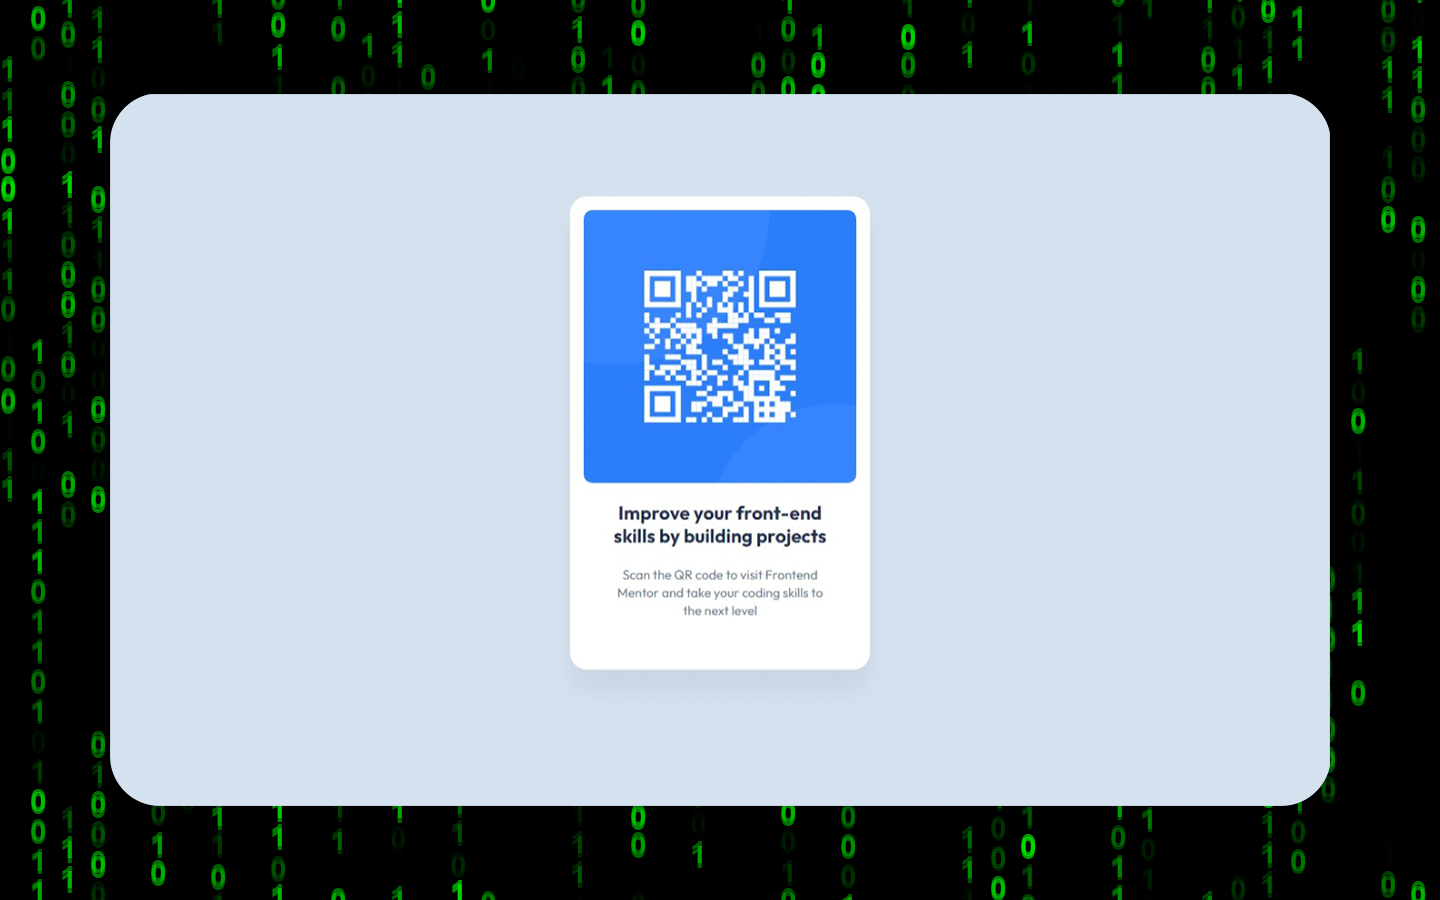 Improve your front-end
skills by building projects
Scan the QR code to visit Frontend
Mentor and take your coding skills to
the next level